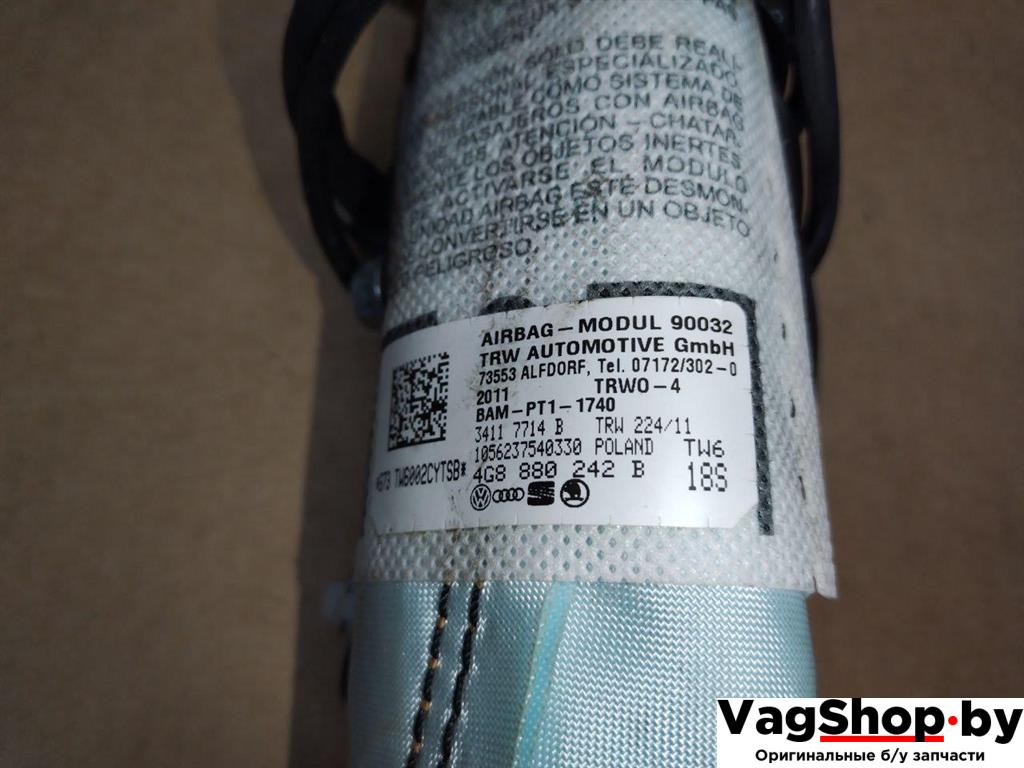 SOLO DEBE REALI-
PERSONAL ESPECIALIZADO.
COMO SISTEMA DE
PASAJEROS CON AIRBAG
ATENCIÓN - CHATAR-
LOS OBJETOS INERTES
ACTIVARSE EL MODULO
AIRBAG ESTE DESMON-
CONVERTIRSE EN UN OBJETO
PELIGROSO.
AIRBAG-MODUL 90032
TRW AUTOMOTIVE GmbH
73553 ALFDORF, Tel. 07172/302-0
2011 TRWO-4
BAM-PT1-1740
3411 7714 B TRW 224/11
1056237540330 POLAND TW6
TW6002CYTSB* 4G8 880 242 B 18S
VagShop.by
Оригинальные б/у запчасти